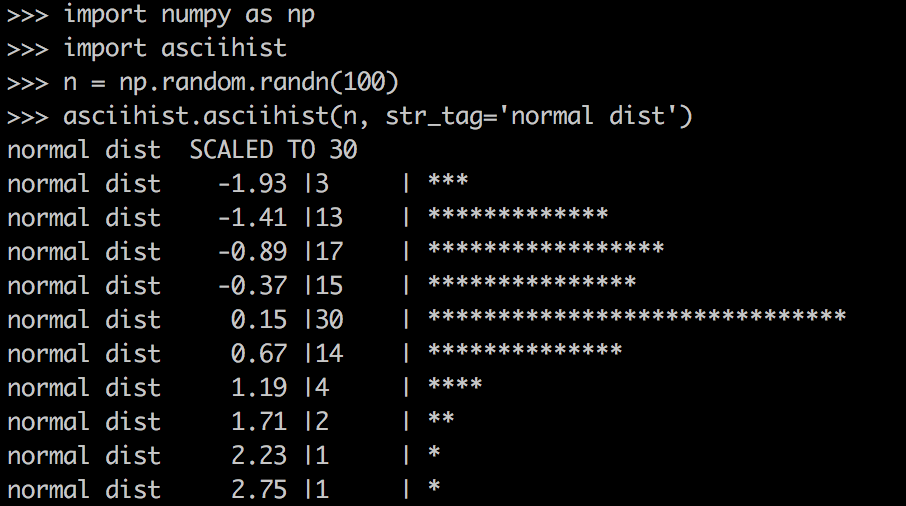 >>> import numpy as np
>>> import asciihist
>>> n = np.random.randn(100)
>>> asciihist.asciihist(n, str_tag='normal dist')
normal dist  SCALED TO 30
normal dist    -1.93 |3     | ***
normal dist    -1.41 |13    | *************
normal dist    -0.89 |17    | *****************
normal dist    -0.37 |15    | ***************
normal dist     0.15 |30    | ******************************
normal dist     0.67 |14    | **************
normal dist     1.19 |4     | ****
normal dist     1.71 |2     | **
normal dist     2.23 |1     | *
normal dist     2.75 |1     | *